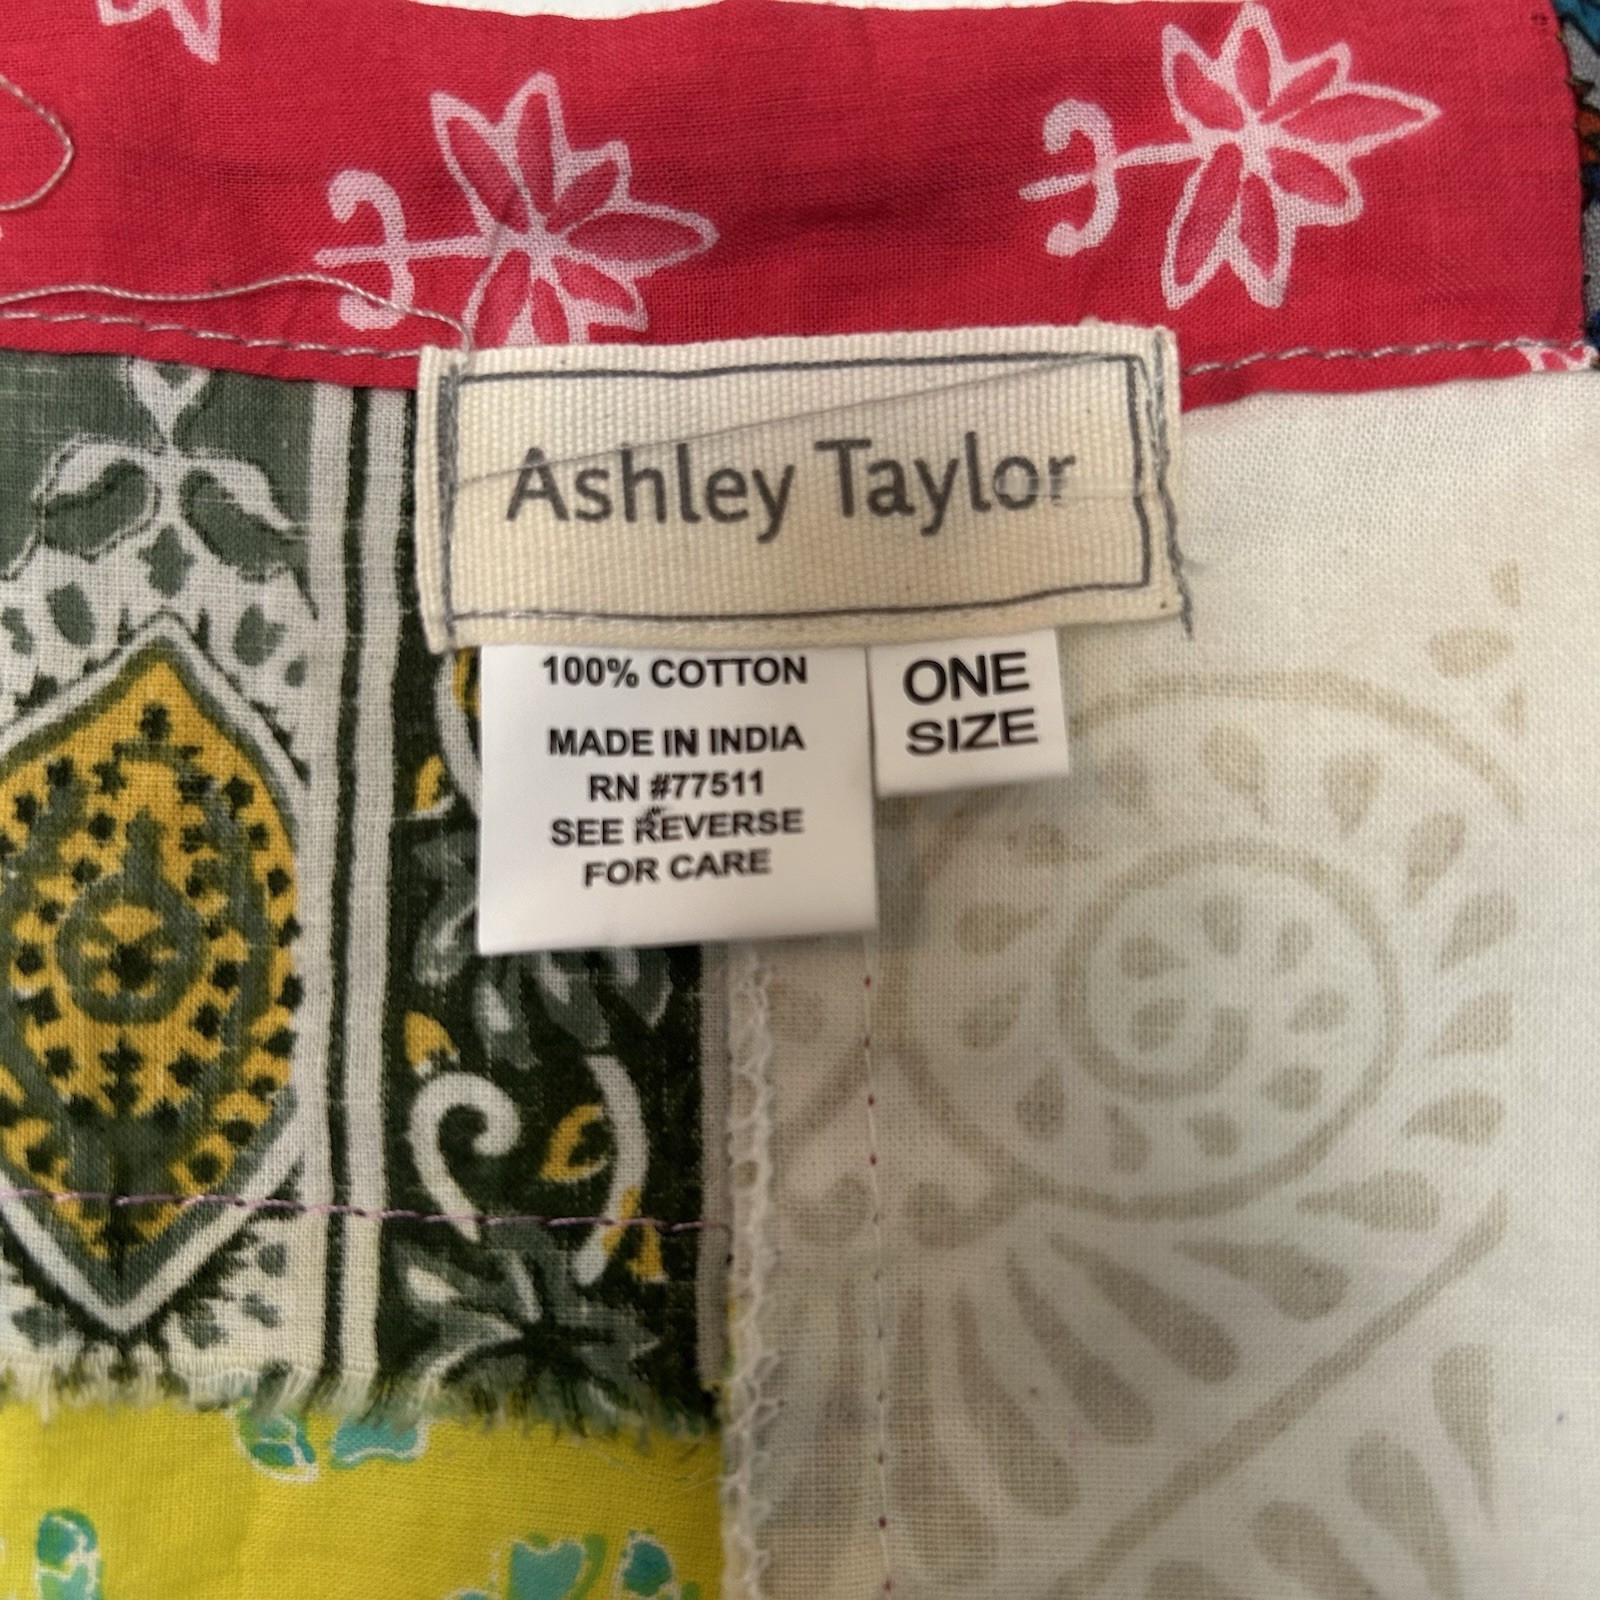 Ashley Taylor
100% COTTON
MADE IN INDIA
RN #77511
SEE REVERSE
FOR CARE
ONE
SIZE